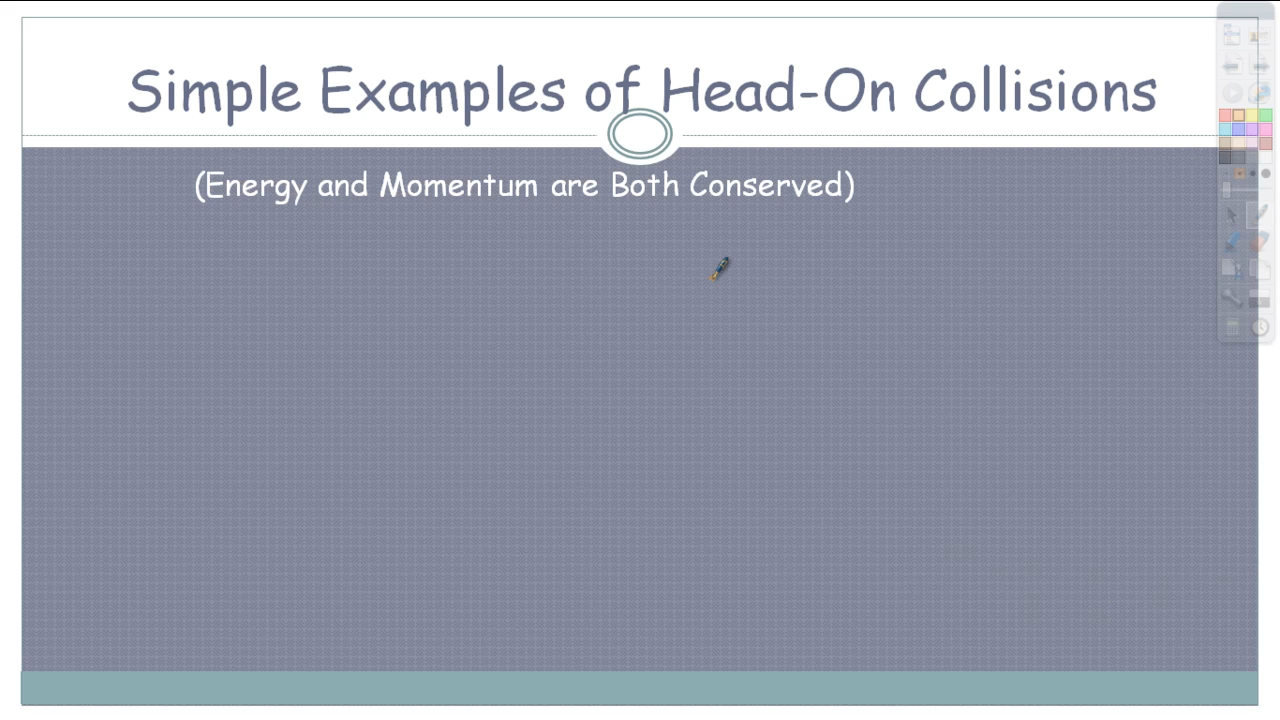 Simple Examples of Head-On Collisions
(Energy and Momentum are Both Conserved)